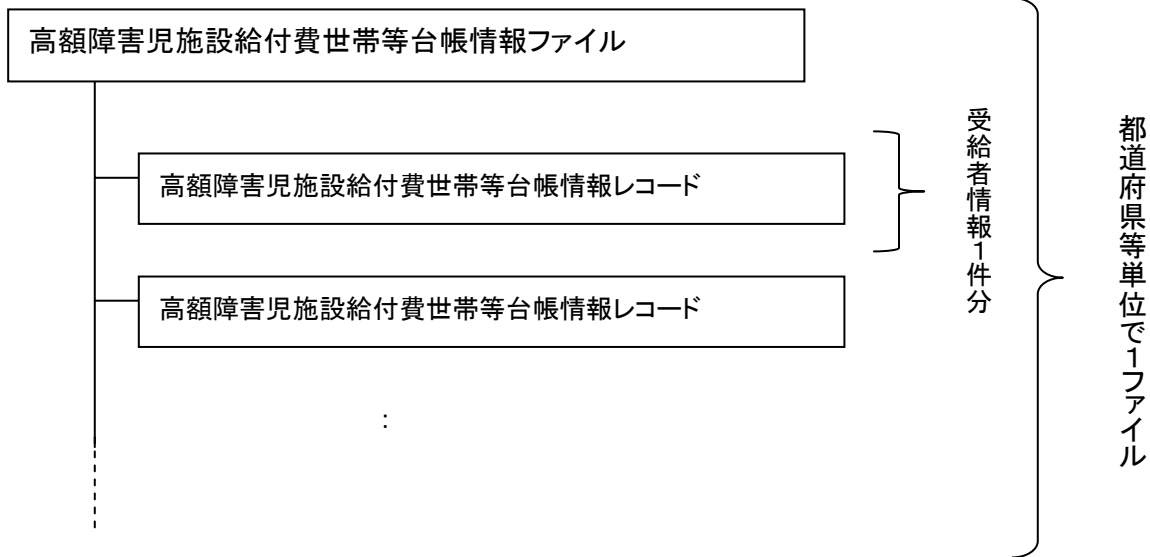 高額障害児施設給付費世帯等台帳情報ファイル
高額障害児施設給付費世帯等台帳情報レコード
受給者情報1件分
高額障害児施設給付費世帯等台帳情報レコード
:
都道府県等単位で1ファイル